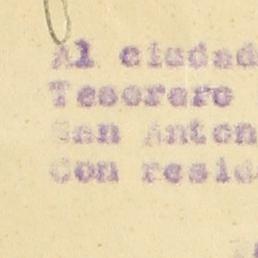 Al ciudad
Tesorero
San Anton
Con resid